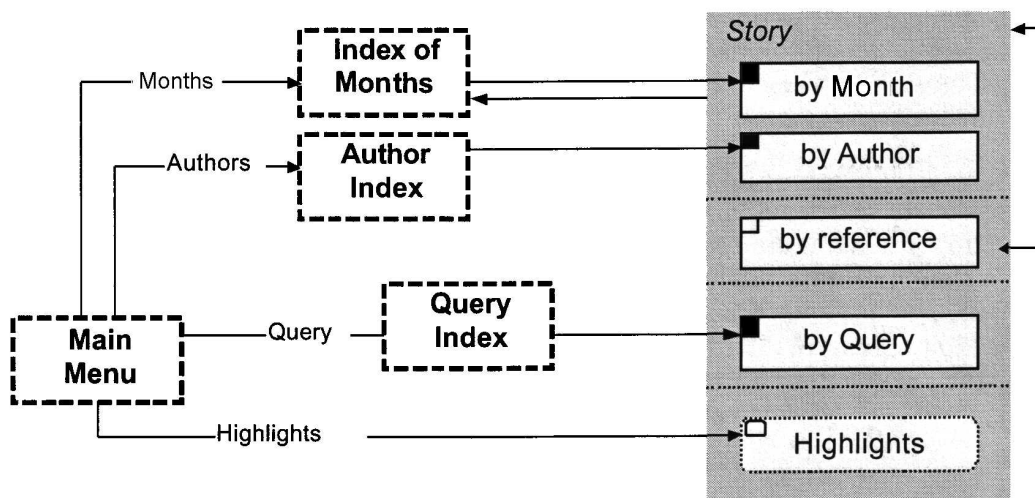 Story
Index of
Months
Months
by Month
Authors
Author
Index
by Author
by reference
Query
Index
Query
by Query
Main
Menu
Highlights
Highlights